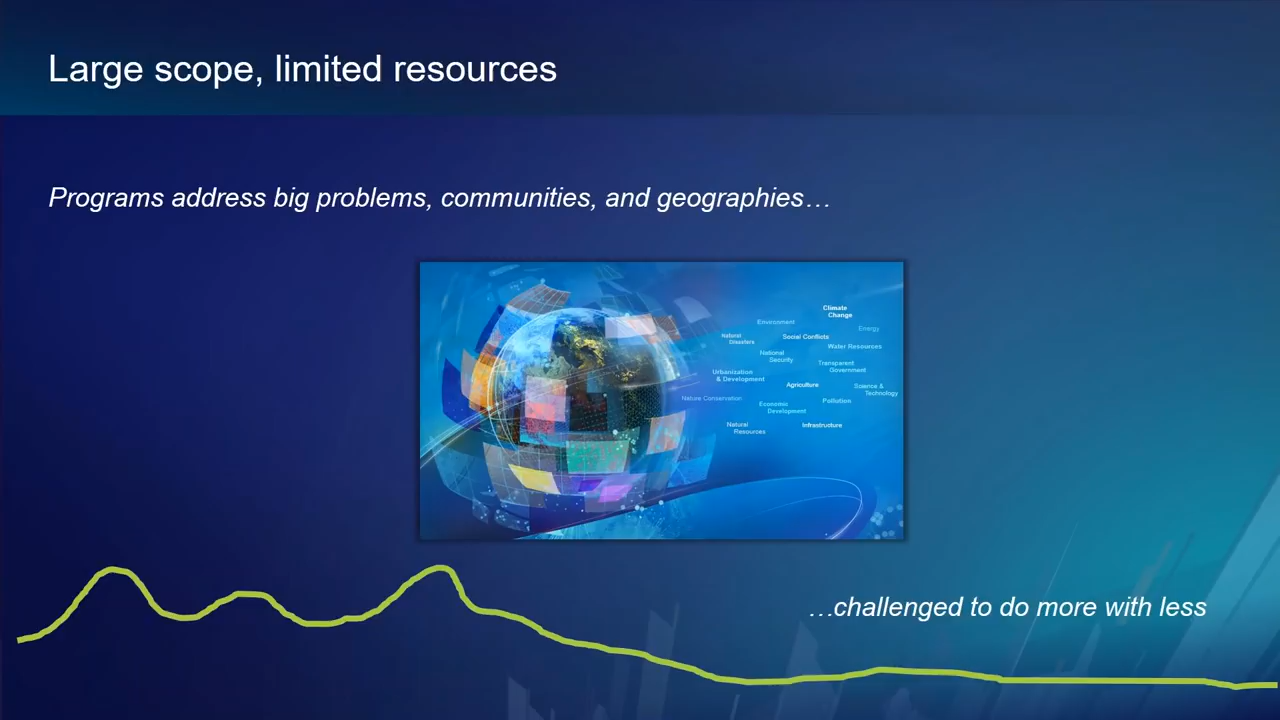 Large scope, limited resources
Programs address big problems, communities, and geographies…
Climate
Change
Environment
Energy
Natural
Disasters
Social Conflicts
Water Resources
National
Security
Transparent
Government
Urbanization
& Development
Agriculture
Science &
Technology
Nature Conservation
Economic
Development
Pollution
Natural
Resources
Infrastructure
…challenged to do more with less